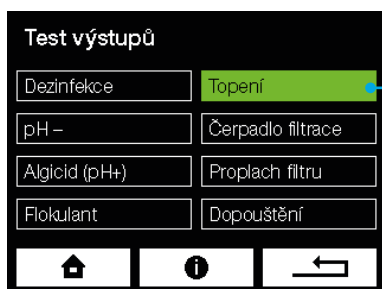 Test výstupů
Dezinfekce Topení
pH – Čerpadlo filtrace
Algicid (pH+) Proplach filtru
Flokulant Dopouštění